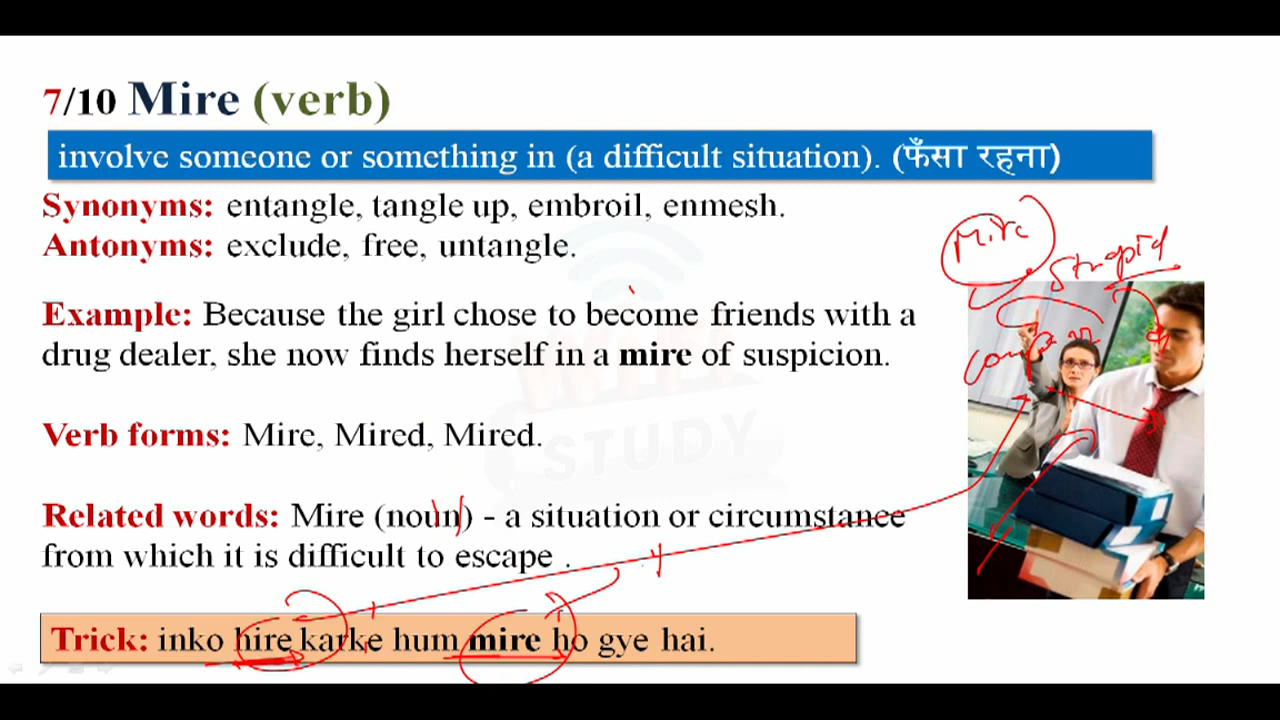 7/10 Mire (verb)
involve someone or something in (a difficult situation). (फँसा रहना)
Synonyms: entangle, tangle up, embroil, enmesh.
Antonyms: exclude, free, untangle.
Mire
Stupid
Example: Because the girl chose to become friends with a
drug dealer, she now finds herself in a mire of suspicion.
Verb forms: Mire, Mired, Mired.
STUDY
Related words: Mire (noun) - a situation or circumstance
from which it is difficult to escape .
Trick: inko hire karke hum mire ho gye hai.